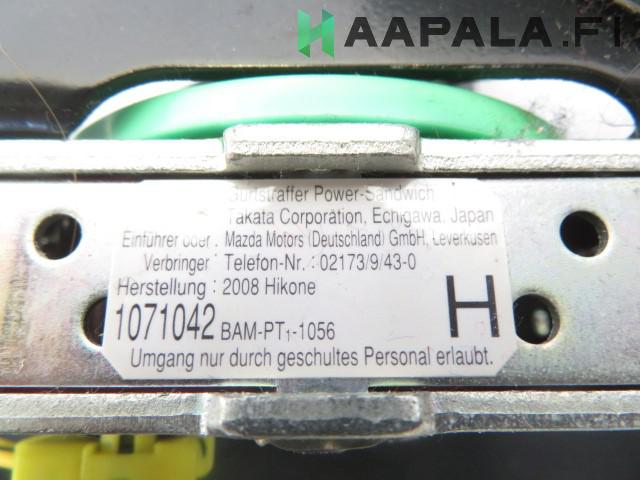 HAAPALA.FI
Gurtstraffer Power-Sandwich
Takata Corporation, Echigawa, Japan
Einführer oder : Mazda Motors (Deutschland) GmbH, Leverkusen
Verbringer : Telefon-Nr. : 02173/9/43-0
Herstellung : 2008 Hikone
1071042 BAM-PT1-1056 H
Umgang nur durch geschultes Personal erlaubt.